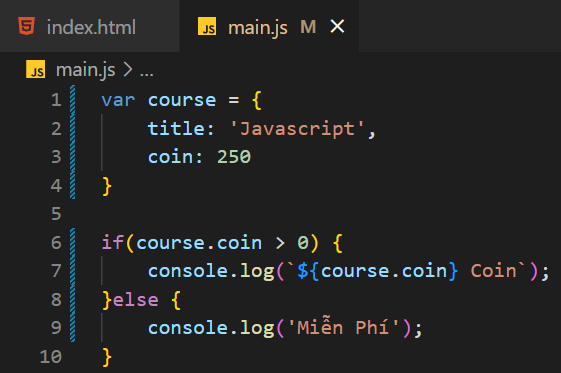 index.html main.js M ×
JS main.js > ...
1 var course = {
2     title: 'Javascript',
3     coin: 250
4 }
5
6 if(course.coin > 0) {
7     console.log(`${course.coin} Coin`);
8 }else {
9     console.log('Miễn Phí');
10 }